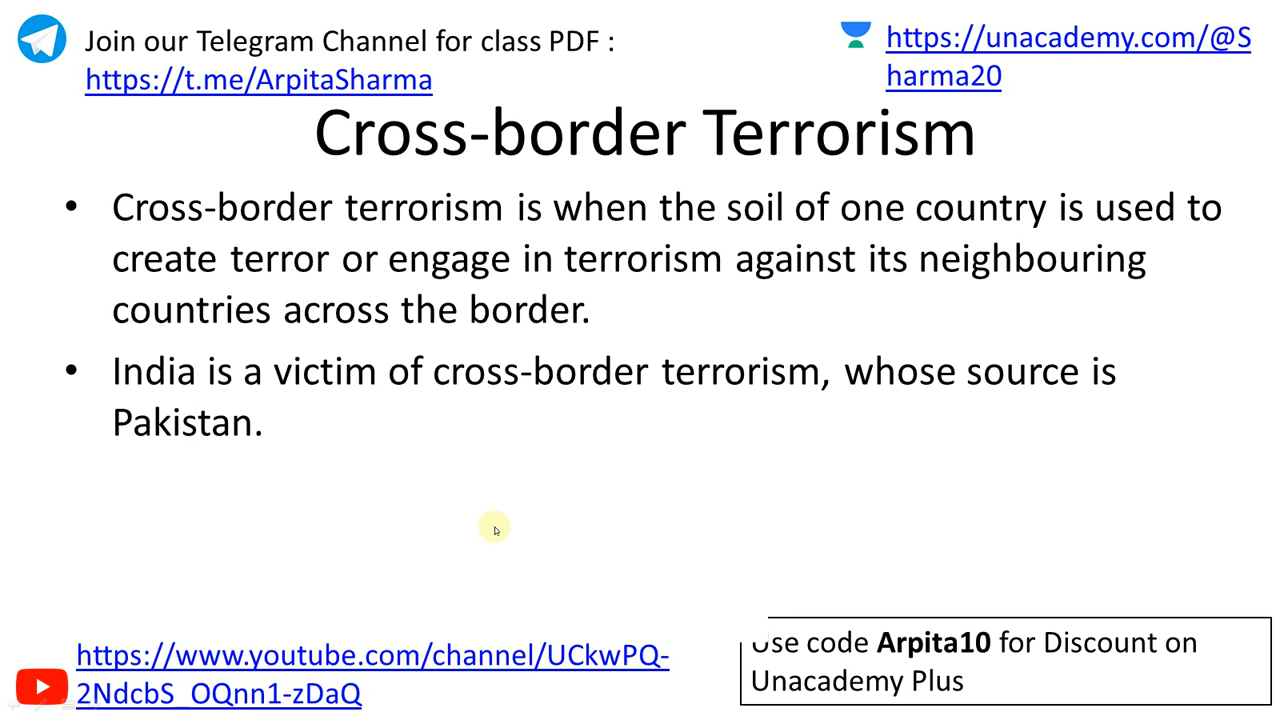 Join our Telegram Channel for class PDF :
https://t.me/ArpitaSharma
https://unacademy.com/@S
harma20
Cross-border Terrorism
• Cross-border terrorism is when the soil of one country is used to
create terror or engage in terrorism against its neighbouring
countries across the border.
• India is a victim of cross-border terrorism, whose source is
Pakistan.
https://www.youtube.com/channel/UCkwPQ-
2NdcbS_OQnn1-zDaQ
Use code Arpita10 for Discount on
Unacademy Plus